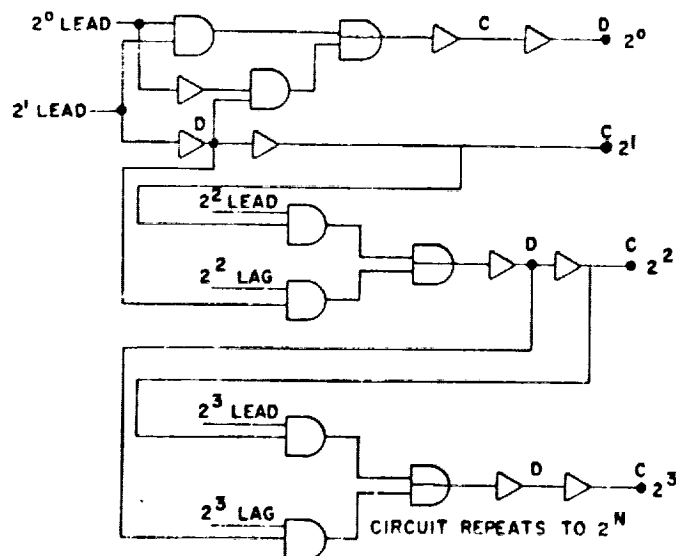 2⁰ LEAD
C
D
2⁰
2¹ LEAD
D
C
2¹
2² LEAD
D
C
2²
2² LAG
2³ LEAD
D
C
2³
2³ LAG
CIRCUIT REPEATS TO 2ᴺ